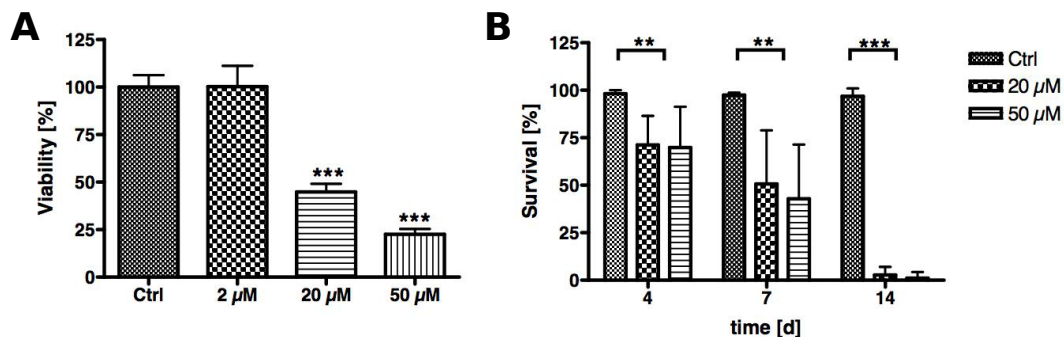 A
Viability [%]
125
100
75
50
25
0
***
***
Ctrl
2 µM
20 µM
50 µM
B
Survival [%]
125
100
75
50
25
0
**
**
***
4
7
14
time [d]
Ctrl
20 µM
50 µM